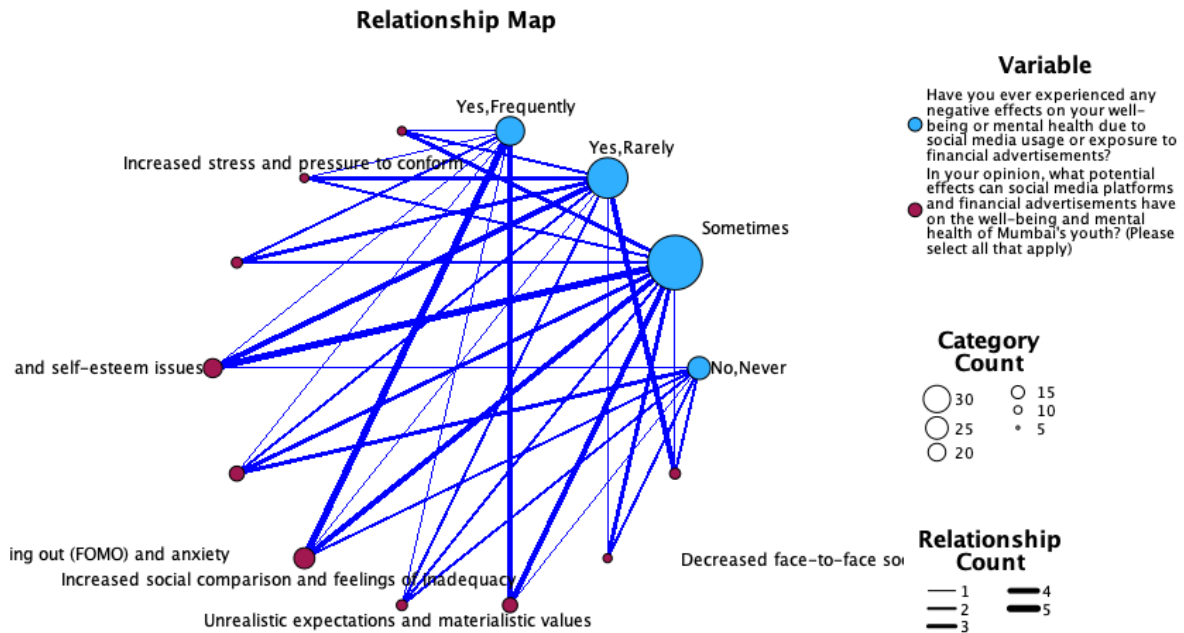 Relationship Map
Variable
Have you ever experienced any
negative effects on your well-
being or mental health due to
social media usage or exposure to
financial advertisements?
In your opinion, what potential
effects can social media platforms
and financial advertisements have
on the well-being and mental
health of Mumbai's youth? (Please
select all that apply)
Yes,Frequently
Yes,Rarely
Increased stress and pressure to conform
Sometimes
and self-esteem issues
No,Never
Category
Count
30 15
25 10
20 5
ing out (FOMO) and anxiety
Increased social comparison and feelings of inadequacy
Unrealistic expectations and materialistic values
Decreased face-to-face soc
Relationship
Count
1 4
2 5
3